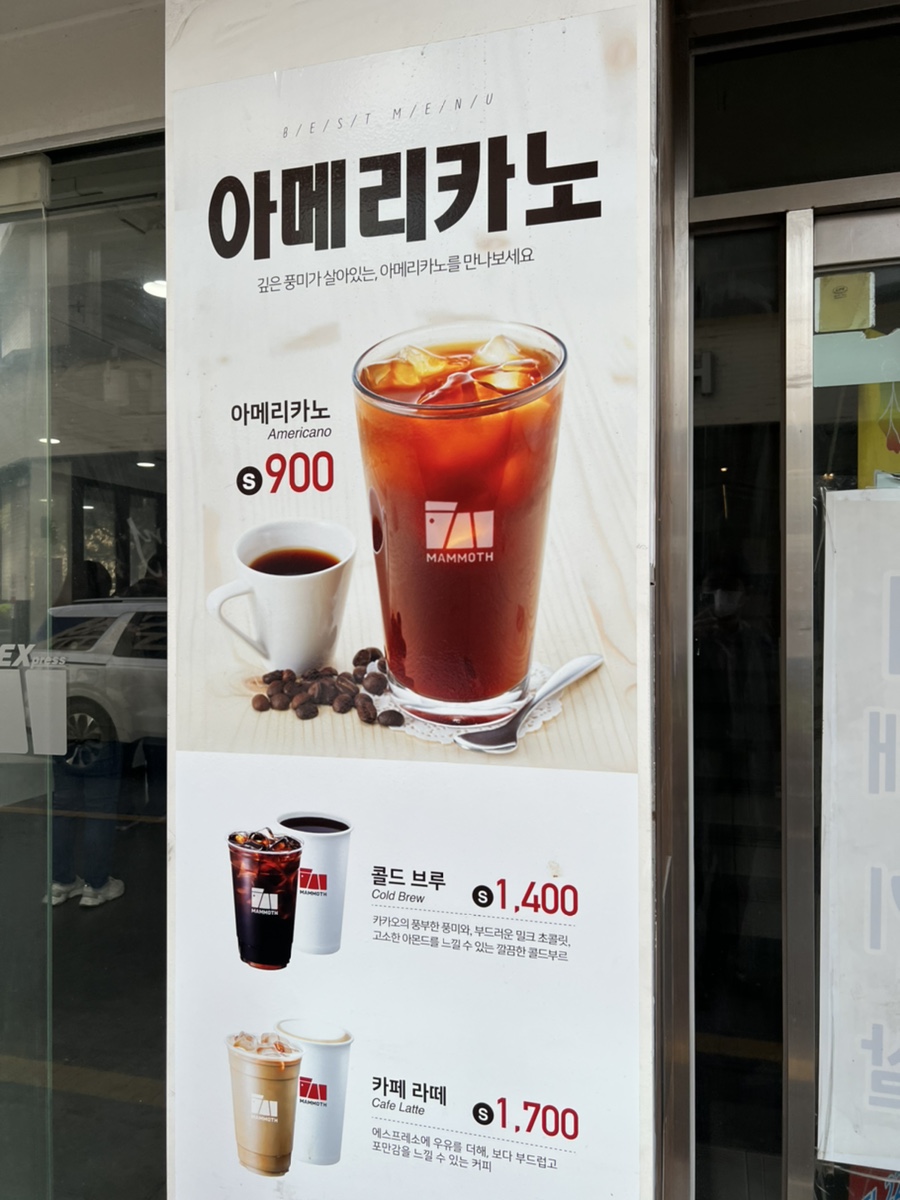 B/E/S/T M/E/N/U
아메리카노
깊은 풍미가 살아있는, 아메리카노를 만나보세요
아메리카노
Americano
S 900
MAMMOTH
EXpress
콜드 브루
Cold Brew
S 1,400
카카오의 풍부한 풍미와, 부드러운 밀크 초콜릿,
고소한 아몬드를 느낄 수 있는 깔끔한 콜드부르
MAMMOTH
MAMMOTH
카페 라떼
Cafe Latte
S 1,700
에스프레소에 우유를 더해, 보다 부드럽고
포만감을 느낄 수 있는 커피
MAMMOTH
MAMMOTH